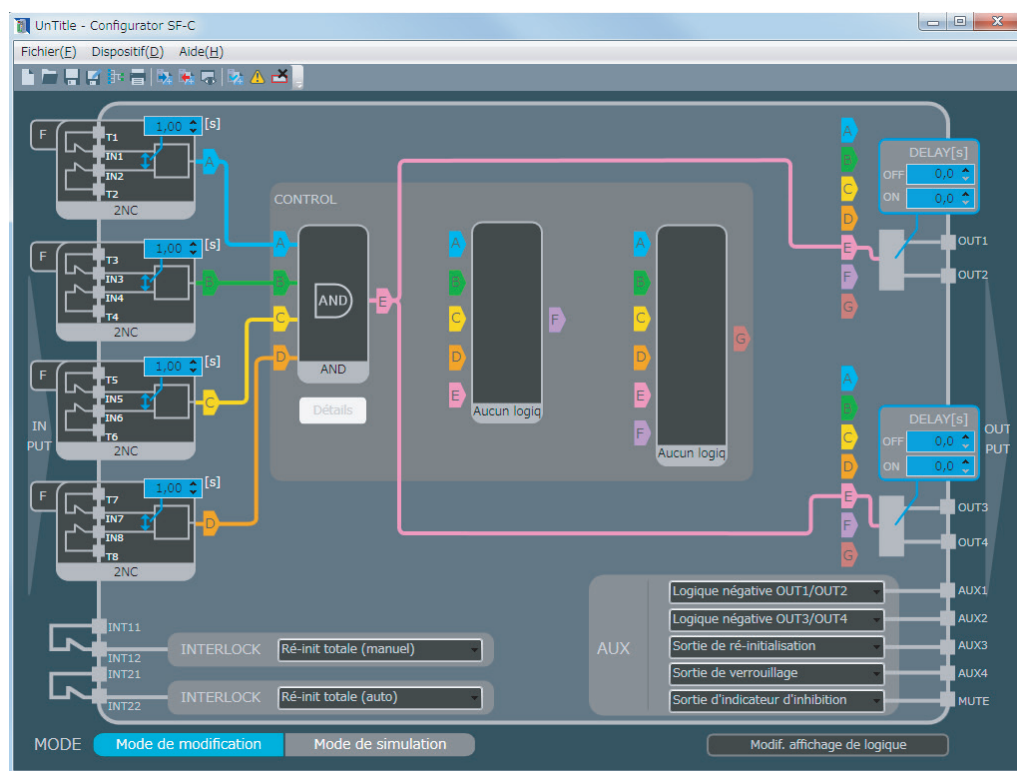 UnTitle - Configurator SF-C
Fichier(F) Dispositif(D) Aide(H)
F
T1
IN1
IN2
T2
2NC
1,00
[s]
A
F
T3
IN3
IN4
T4
2NC
1,00
[s]
B
F
T5
IN5
IN6
T6
2NC
1,00
[s]
C
F
T7
IN7
IN8
T8
2NC
1,00
[s]
D
IN
PUT
CONTROL
A
B
C
D
AND
AND
E
Détails
A
B
C
D
E
Aucun logiq
F
A
B
C
D
E
F
Aucun logiq
G
A
B
C
D
E
F
G
DELAY[s]
OFF 0,0
ON 0,0
OUT1
OUT2
A
B
C
D
E
F
G
DELAY[s]
OFF 0,0
ON 0,0
OUT3
OUT4
OUT
PUT
INT11
INT12
INTERLOCK Ré-init totale (manuel)
INT21
INT22
INTERLOCK Ré-init totale (auto)
AUX
Logique négative OUT1/OUT2 AUX1
Logique négative OUT3/OUT4 AUX2
Sortie de ré-initialisation AUX3
Sortie de verrouillage AUX4
Sortie d'indicateur d'inhibition MUTE
MODE Mode de modification Mode de simulation Modif. affichage de logique